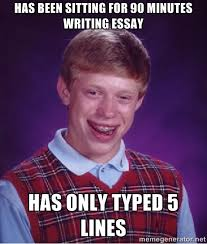 HAS BEEN SITTING FOR 90 MINUTES
WRITING ESSAY
HAS ONLY TYPED 5
LINES
memegenerator.net